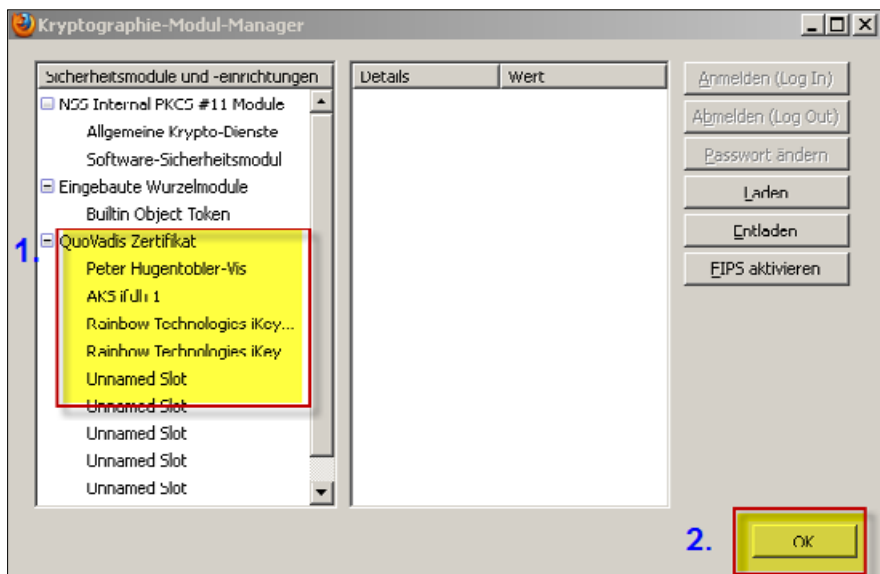 Kryptographie-Modul-Manager
Sicherheitsmodule und -einrichtungen
Details
Wert
NSS Internal PKCS #11 Module
Allgemeine Krypto-Dienste
Software-Sicherheitsmodul
Eingebaute Wurzelmodule
Builtin Object Token
1.
QuoVadis Zertifikat
Peter Hugentobler-Vis
AKS ifdh 1
Rainbow Technologies iKey...
Rainbow Technologies iKey
Unnamed Slot
Unnamed Slot
Unnamed Slot
Unnamed Slot
Unnamed Slot
Anmelden (Log In)
Abmelden (Log Out)
Passwort ändern
Laden
Entladen
FIPS aktivieren
2.
OK